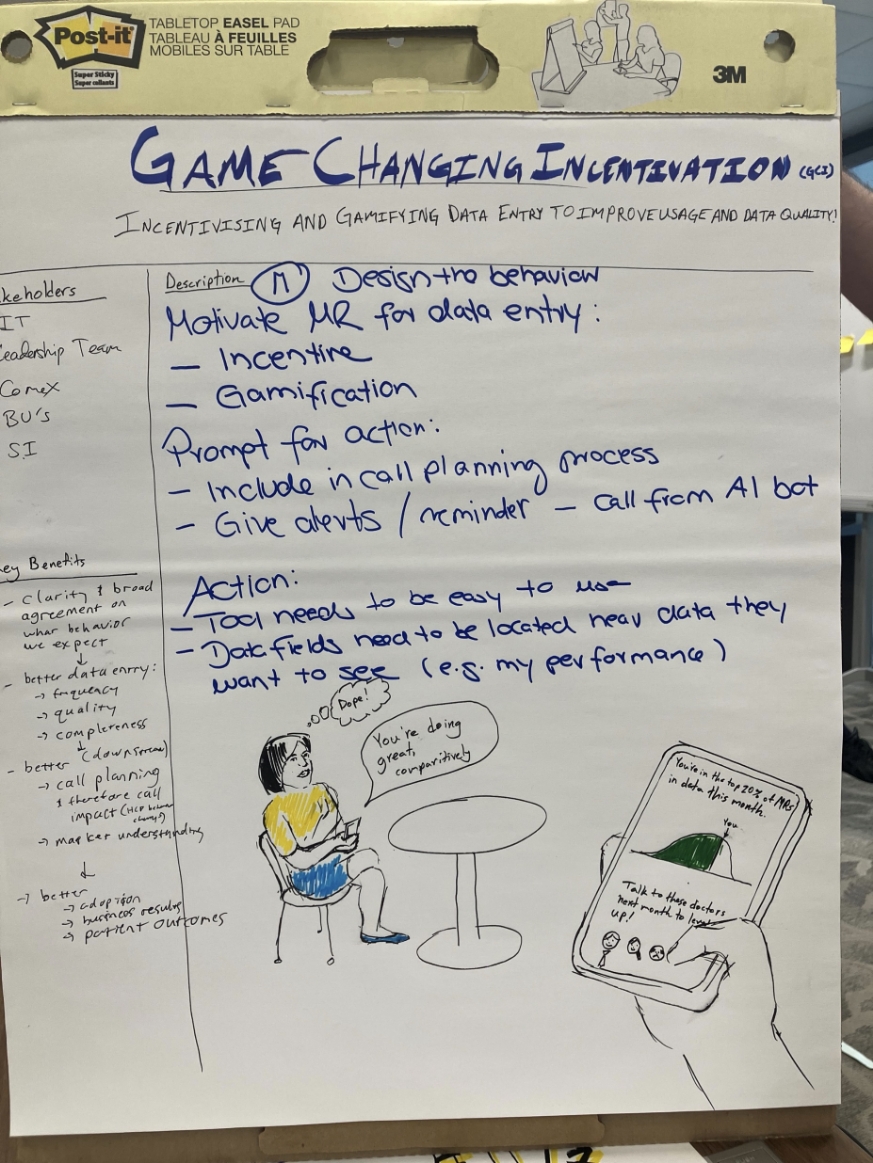 Post-it
Super Sticky
Super collants
TABLETOP EASEL PAD
TABLEAU À FEUILLES
MOBILES SUR TABLE
3M
GAME CHANGING INCENTIVATION (GCI)
INCENTIVISING AND GAMIFYING DATA ENTRY TO IMPROVE USAGE AND DATA QUALITY!
keholders
IT
Leadership Team
Comex
BU's
SI
ey Benefits
- clarity & broad
agreement on
what behavior
we expect
↓
- better data entry:
→ frequency
→ quality
→ completeness
↓ (downstream)
- better
→ call planning
& therefore call
impact (HCP
→ market understanding
↓
→ better
→ adoption
→ business results
→ patient outcomes
Description M Design the behavior
Motivate MR for data entry:
- Incentive
- Gamification
Prompt for action:
- Include in call planning process
- Give alerts / reminder - call from AI bot
Action:
- Tool needs to be easy to use
- Data fields need to be located near data they
want to see (e.g. my performance)
Dope!
You're doing
great,
comparitively
You're in the top 20% of MRs
in data this month.
You
Talk to these doctors
next month to level
up!